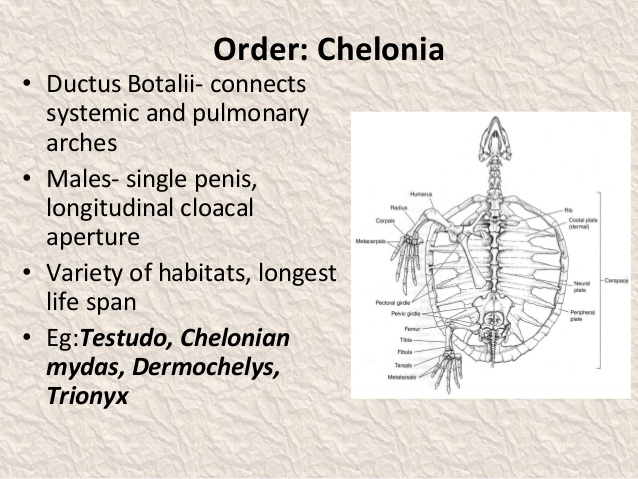 Order: Chelonia
• Ductus Botalii- connects
systemic and pulmonary
arches
• Males- single penis,
longitudinal cloacal
aperture
• Variety of habitats, longest
life span
• Eg:Testudo, Chelonian
mydas, Dermochelys,
Trionyx
Humerus
Radius
Carpals
Metacarpals
Rib
Costal plate
(dermal)
Neural
plate
Carapace
Peripheral
plate
Pectoral girdle
Pelvic girdle
Femur
Tibia
Fibula
Tarsals
Metatarsals